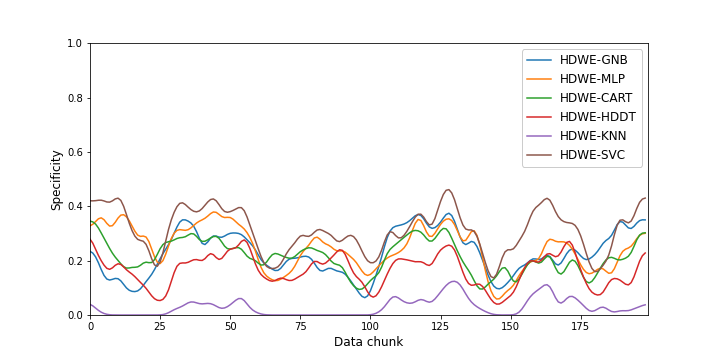 1.0
0.8
0.6
0.4
0.2
0.0
Specificity
0
25
50
75
100
125
150
175
Data chunk
HDWE-GNB
HDWE-MLP
HDWE-CART
HDWE-HDDT
HDWE-KNN
HDWE-SVC